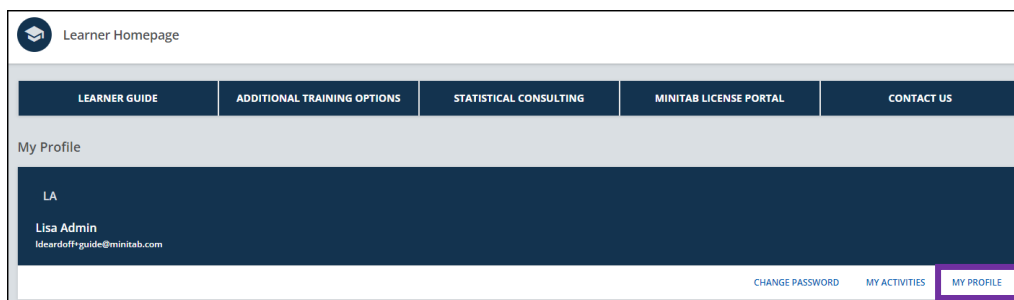 Learner Homepage
LEARNER GUIDE ADDITIONAL TRAINING OPTIONS STATISTICAL CONSULTING MINITAB LICENSE PORTAL CONTACT US
My Profile
LA
Lisa Admin
ldeardoff+guide@minitab.com
CHANGE PASSWORD MY ACTIVITIES MY PROFILE